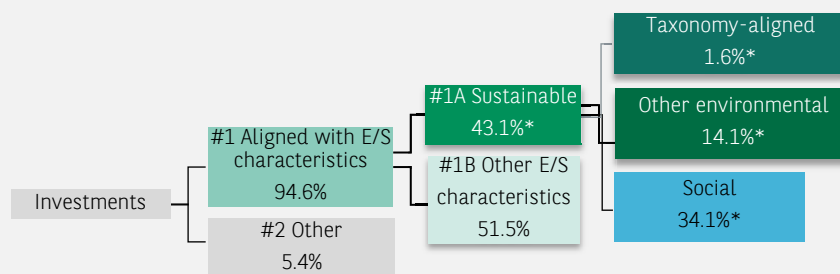 Taxonomy-aligned
1.6%*
#1A Sustainable
43.1%*
Other environmental
14.1%*
#1 Aligned with E/S
characteristics
94.6%
#1B Other E/S
characteristics
51.5%
Social
34.1%*
Investments
#2 Other
5.4%